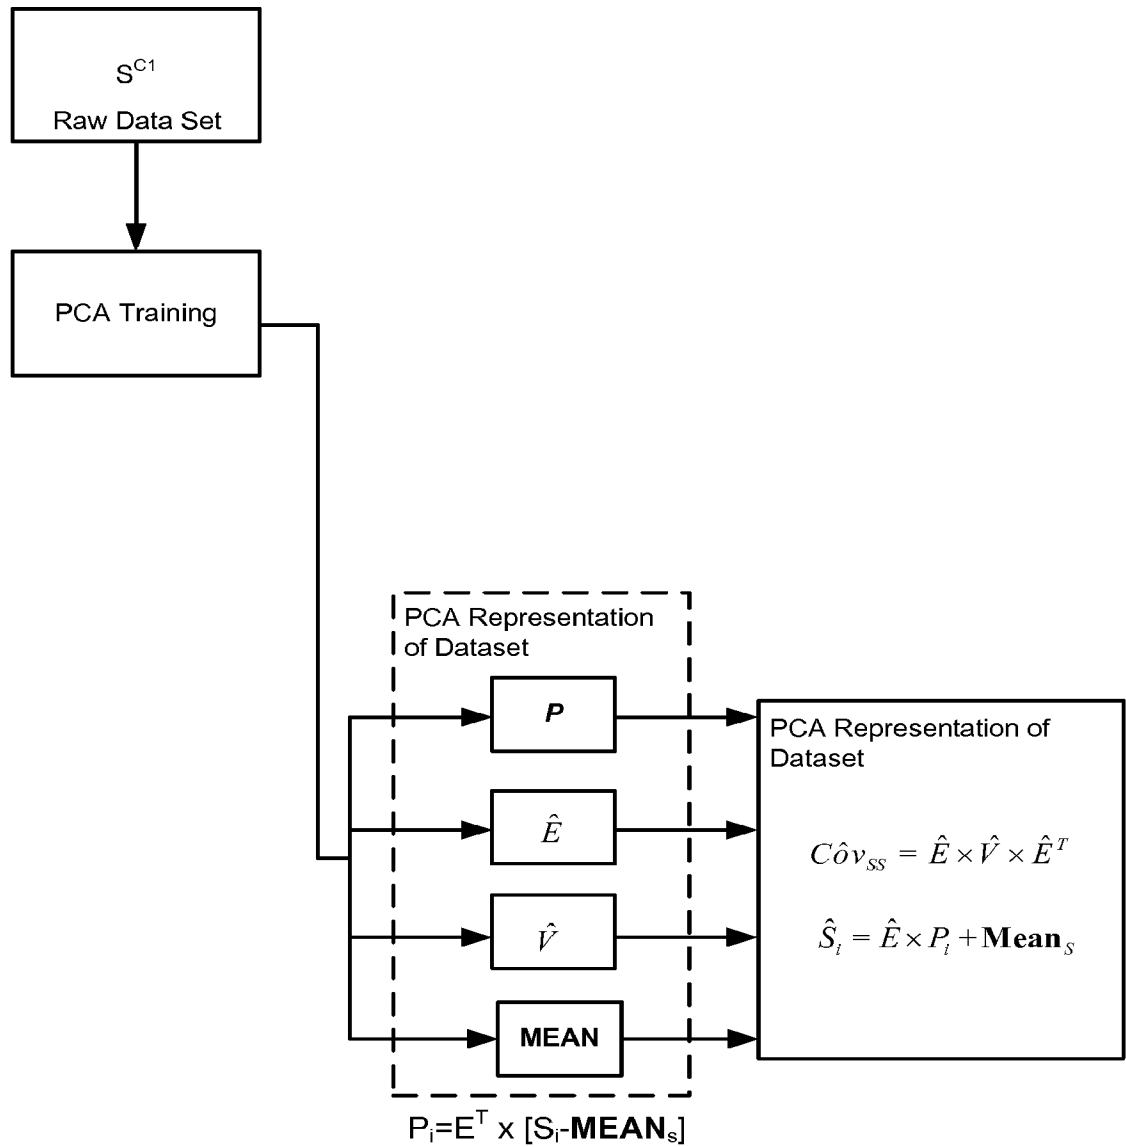 S^C1
Raw Data Set
PCA Training
PCA Representation
of Dataset
P
Ê
V̂
MEAN
P_i=E^T x [S_i-MEAN_s]
PCA Representation of
Dataset
Côv_SS = Ê × V̂ × Ê^T
Ŝ_i = Ê × P_i + Mean_S